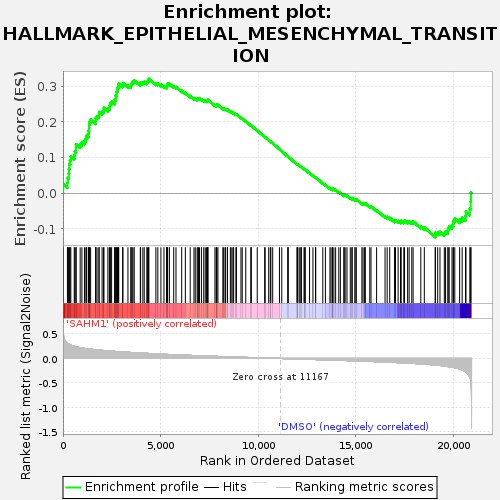 Enrichment plot:
HALLMARK_EPITHELIAL_MESENCHYMAL_TRANSIT
ION
Enrichment score (ES)
0.3
0.2
0.1
0.0
-0.1
'SAHM1' (positively correlated)
Ranked list metric (Signal2Noise)
0.5
0.0
-0.5
-1.0
-1.5
Zero cross at 11167
'DMSO' (negatively correlated)
0
5,000
10,000
15,000
20,000
Rank in Ordered Dataset
Enrichment profile
Hits
Ranking metric scores